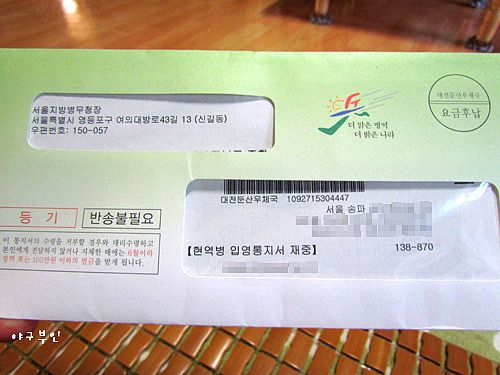 서울지방병무청장
서울특별시 영등포구 여의대방로43길 13 (신길동)
우편번호: 150-057
더 맑은 병역
더 밝은 나라
대전둔산우체국
요금후납
대전둔산우체국 1092715304447
서울 송파
138-870
【현역병 입영통지서 재중】
등 기
반송불필요
이 통지서의 수령을 거부할 경우와 대리수령하고
본인에게 전달하지 않거나 지체한 때에는 6월이하
징역 또는 100만원 이하의 벌금을 받게 됩니다.
야구부인